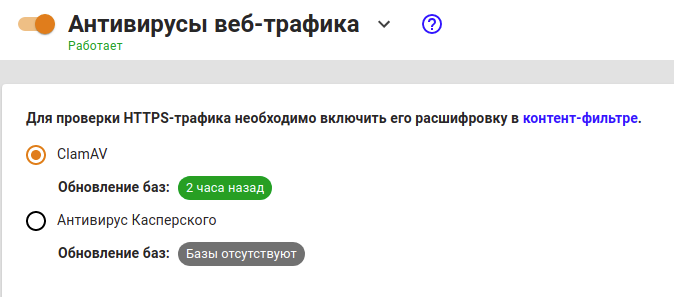 Антивирусы веб-трафика
Работает
Для проверки HTTPS-трафика необходимо включить его расшифровку в контент-фильтре.
ClamAV
Обновление баз: 2 часа назад
Антивирус Касперского
Обновление баз: Базы отсутствуют